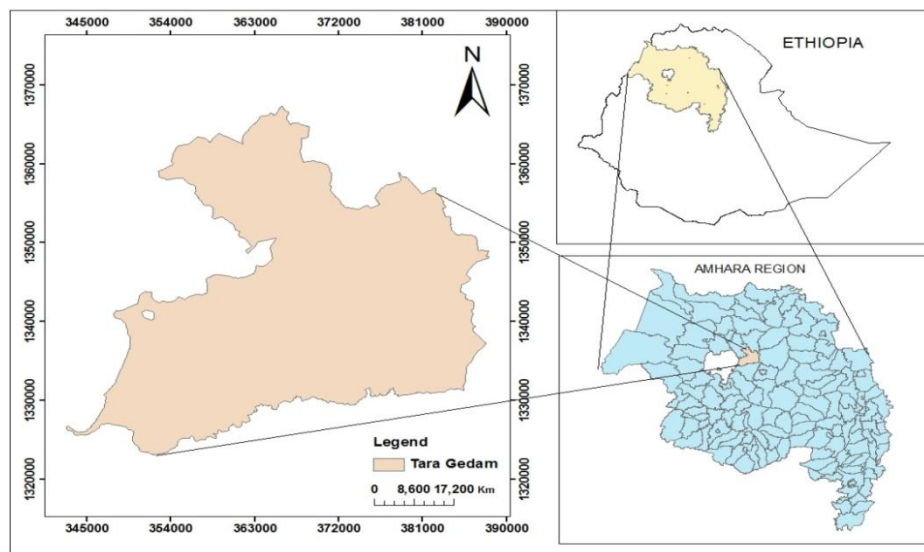 345000 354000 363000 372000 381000 390000
ETHIOPIA
N
1370000 1370000
1360000 1360000
1350000 1350000
AMHARA REGION
1340000 1340000
1330000 1330000
Legend
Tara Gedam
1320000 1320000
0 8,600 17,200 Km
345000 354000 363000 372000 381000 390000